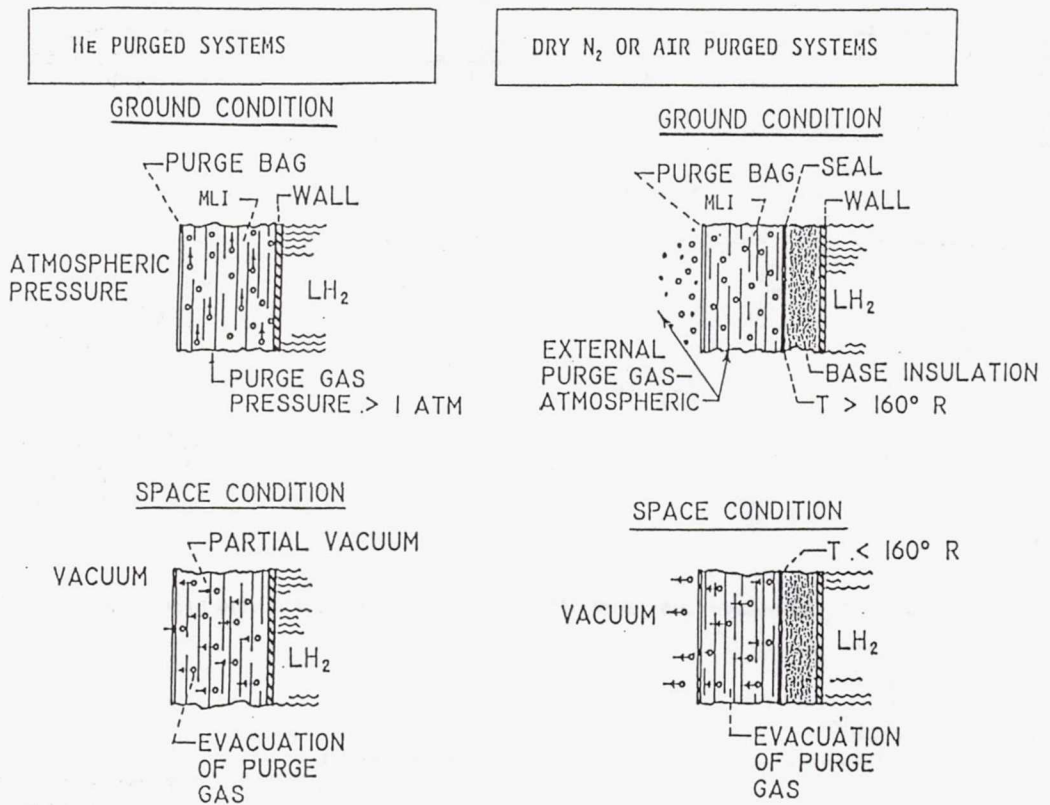 He PURGED SYSTEMS
GROUND CONDITION
PURGE BAG
MLI
WALL
ATMOSPHERIC
PRESSURE
LH₂
PURGE GAS
PRESSURE .> 1 ATM
SPACE CONDITION
PARTIAL VACUUM
VACUUM
LH₂
EVACUATION
OF PURGE
GAS
DRY N₂ OR AIR PURGED SYSTEMS
GROUND CONDITION
PURGE BAG
SEAL
MLI
WALL
LH₂
EXTERNAL
PURGE GAS—
ATMOSPHERIC
BASE INSULATION
T > 160° R
SPACE CONDITION
T .< 160° R
VACUUM
LH₂
EVACUATION
OF PURGE
GAS